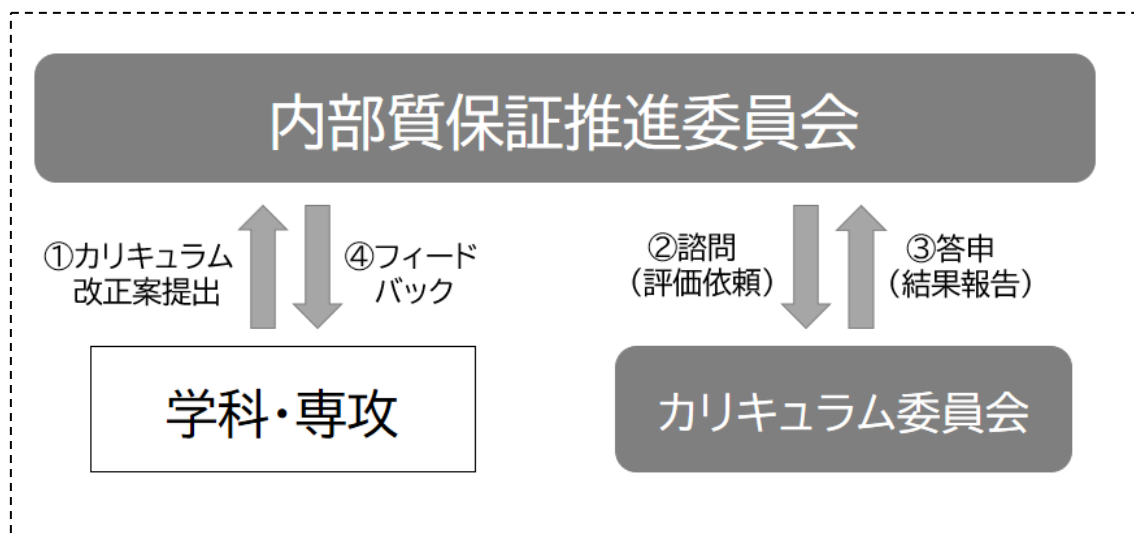 内部質保証推進委員会
①カリキュラム
改正案提出
④フィード
バック
②諮問
(評価依頼)
③答申
(結果報告)
学科・専攻
カリキュラム委員会